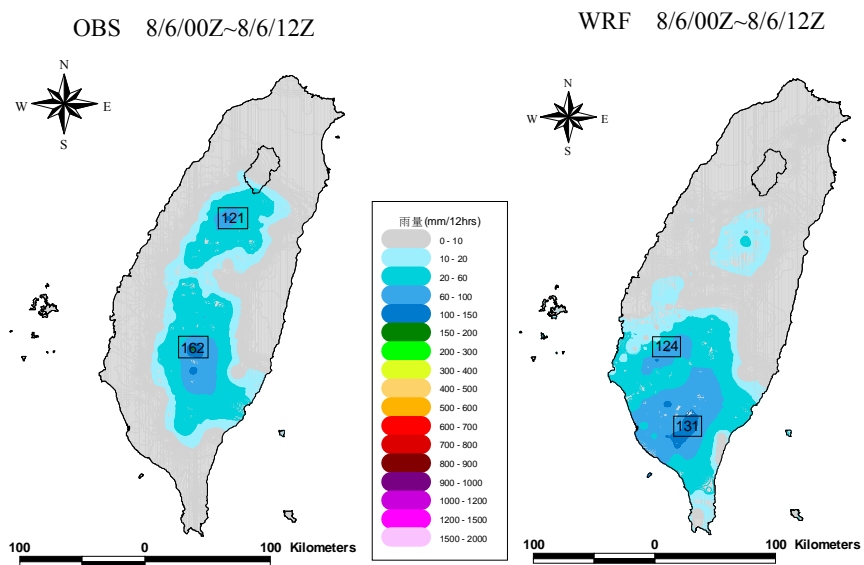 OBS 8/6/00Z~8/6/12Z
N
W E
S
121
162
100 0 100 Kilometers
雨量(mm/12hrs)
0 - 10
10 - 20
20 - 60
60 - 100
100 - 150
150 - 200
200 - 300
300 - 400
400 - 500
500 - 600
600 - 700
700 - 800
800 - 900
900 - 1000
1000 - 1200
1200 - 1500
1500 - 2000
WRF 8/6/00Z~8/6/12Z
N
W E
S
124
131
100 0 100 Kilometers